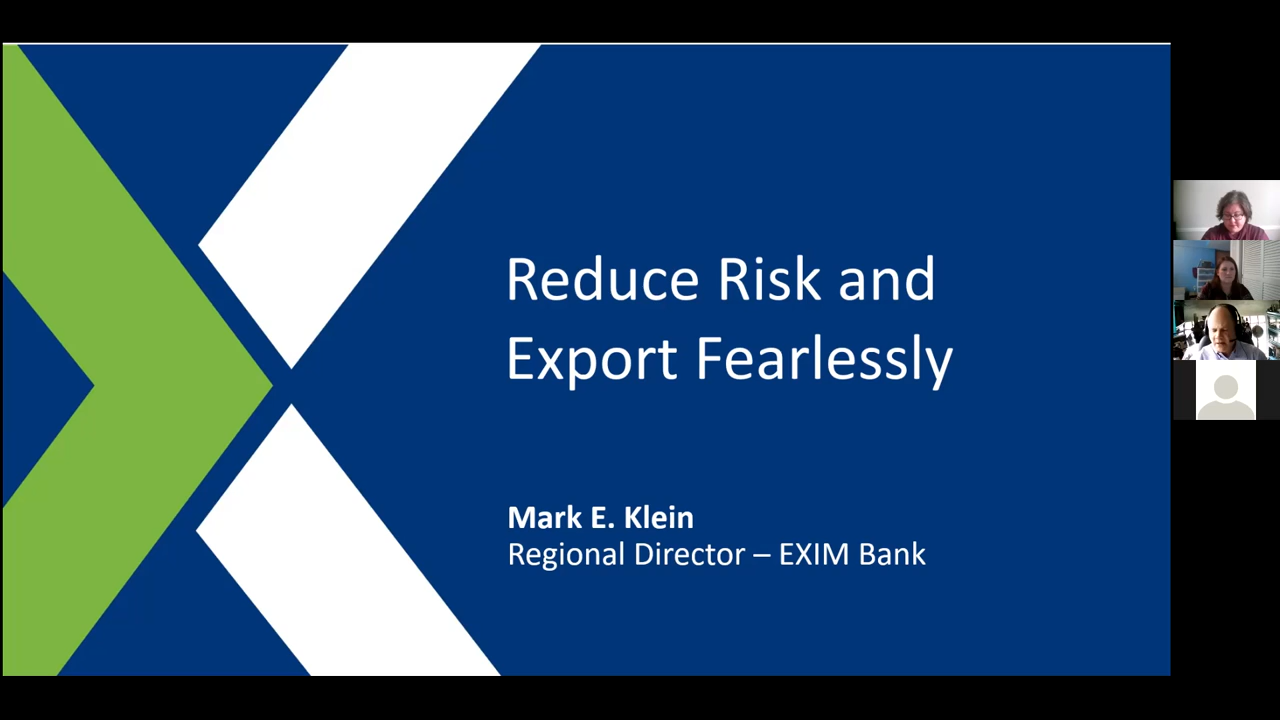 Reduce Risk and
Export Fearlessly
Mark E. Klein
Regional Director – EXIM Bank